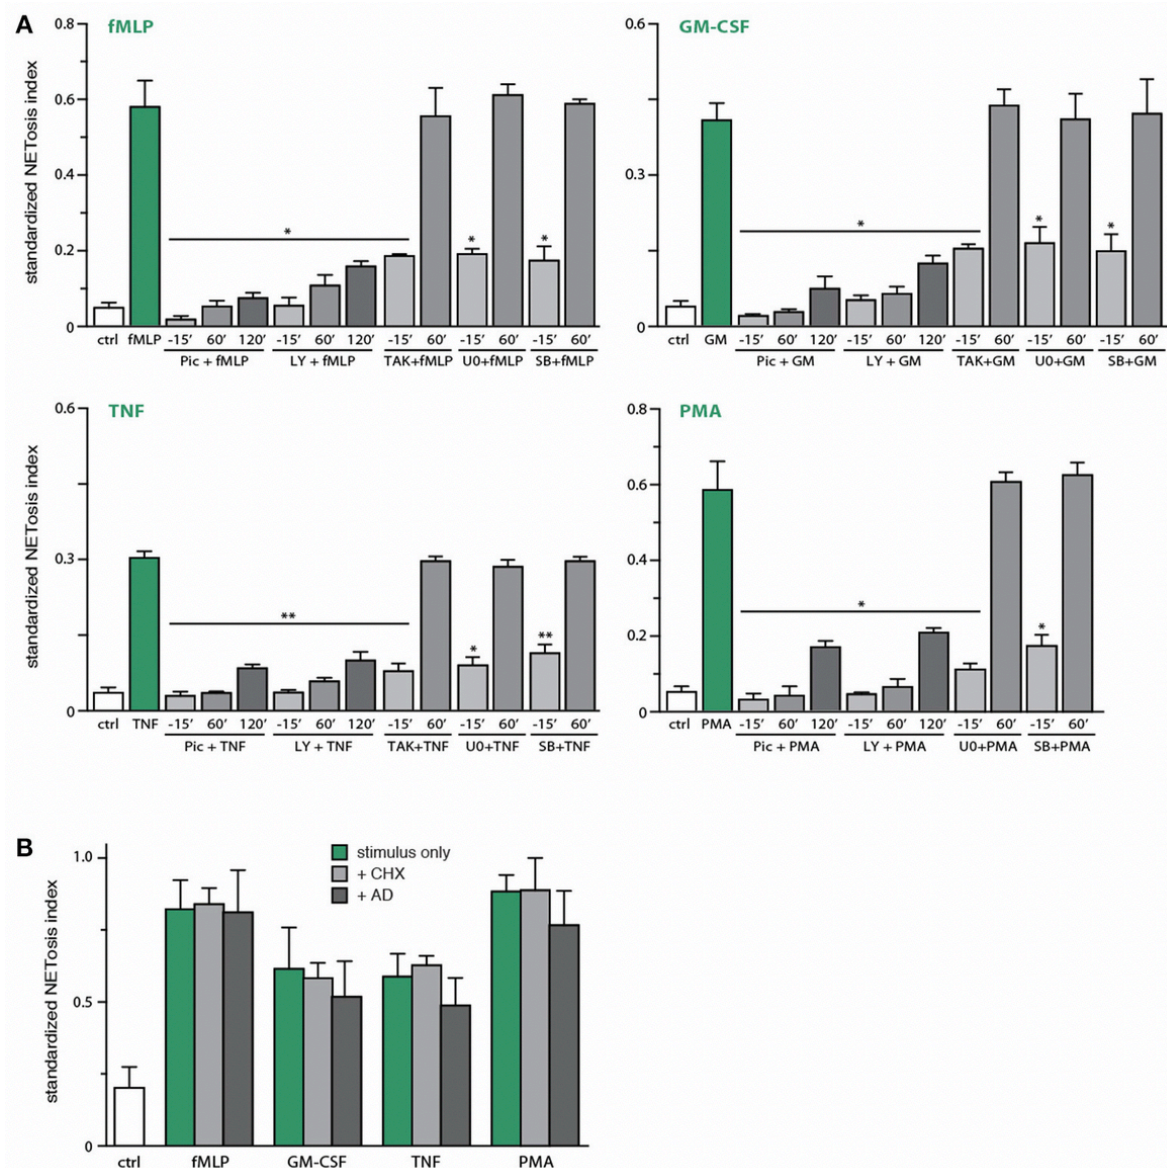 A
fMLP
GM-CSF
standardized NETosis index
0.8
0.6
0.4
0.2
0
0.6
0.3
0
*
*
*
*
*
*
ctrl fMLP -15′ 60′ 120′ -15′ 60′ 120′ -15′ 60′ -15′ 60′ -15′ 60′
Pic + fMLP LY + fMLP TAK+fMLP U0+fMLP SB+fMLP
ctrl GM -15′ 60′ 120′ -15′ 60′ 120′ -15′ 60′ -15′ 60′ -15′ 60′
Pic + GM LY + GM TAK+GM U0+GM SB+GM
TNF
PMA
standardized NETosis index
0.6
0.3
0
0.8
0.6
0.4
0.2
0
**
*
**
*
*
ctrl TNF -15′ 60′ 120′ -15′ 60′ 120′ -15′ 60′ -15′ 60′ -15′ 60′
Pic + TNF LY + TNF TAK+TNF U0+TNF SB+TNF
ctrl PMA -15′ 60′ 120′ -15′ 60′ 120′ -15′ 60′ -15′ 60′
Pic + PMA LY + PMA U0+PMA SB+PMA
B
standardized NETosis index
1.0
0.5
0
stimulus only
+ CHX
+ AD
ctrl fMLP GM-CSF TNF PMA